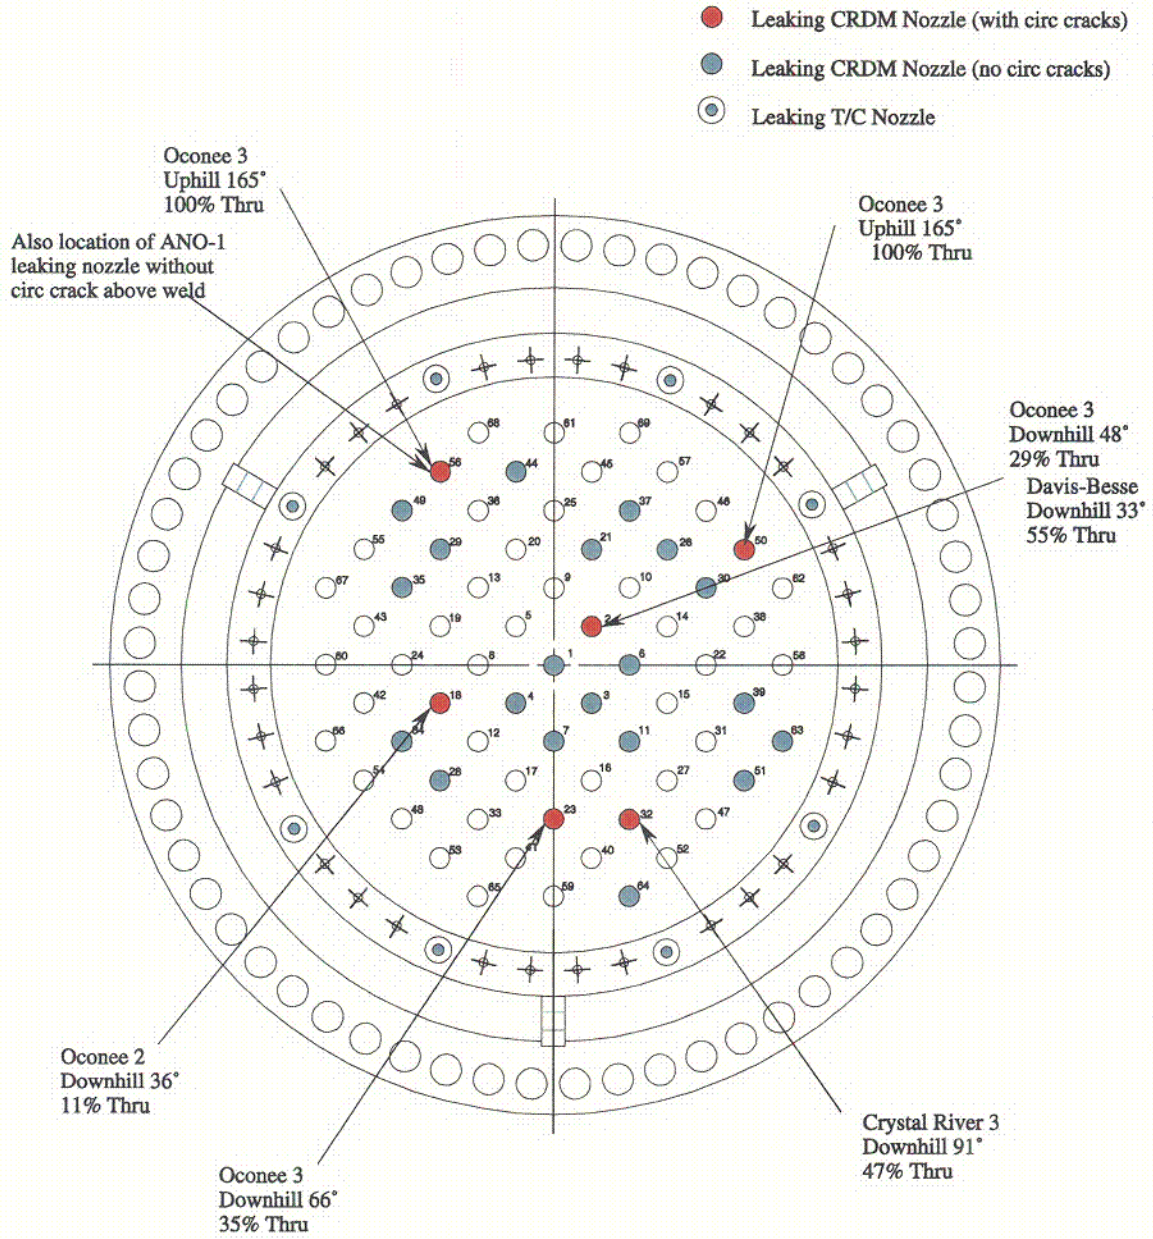 Leaking CRDM Nozzle (with circ cracks)
Leaking CRDM Nozzle (no circ cracks)
Leaking T/C Nozzle
Oconee 3
Uphill 165°
100% Thru
Also location of ANO-1
leaking nozzle without
circ crack above weld
Oconee 3
Uphill 165°
100% Thru
Oconee 3
Downhill 48°
29% Thru
Davis-Besse
Downhill 33°
55% Thru
68 61 69
56 44 45 57
49 36 25 37 46
55 29 20 21 26 50
67 35 13 9 10 30 62
43 19 5 2 14 38
60 24 8 1 6 22 58
42 18 4 3 15 39
66 12 7 11 31 63
54 28 17 16 27 51
48 33 23 32 47
53 41 40 52
65 59 64
Oconee 2
Downhill 36°
11% Thru
Oconee 3
Downhill 66°
35% Thru
Crystal River 3
Downhill 91°
47% Thru